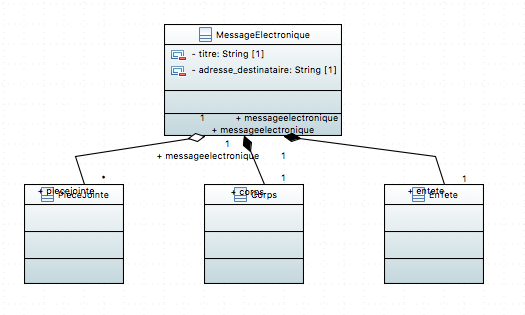 MessageElectronique
- titre: String [1]
- adresse_destinataire: String [1]
1
+ messageelectronique
+ messageelectronique
1
+ messageelectronique
1
*
1
1
+ piecejointe
PieceJointe
+ corps
Corps
+ entete
EnTete